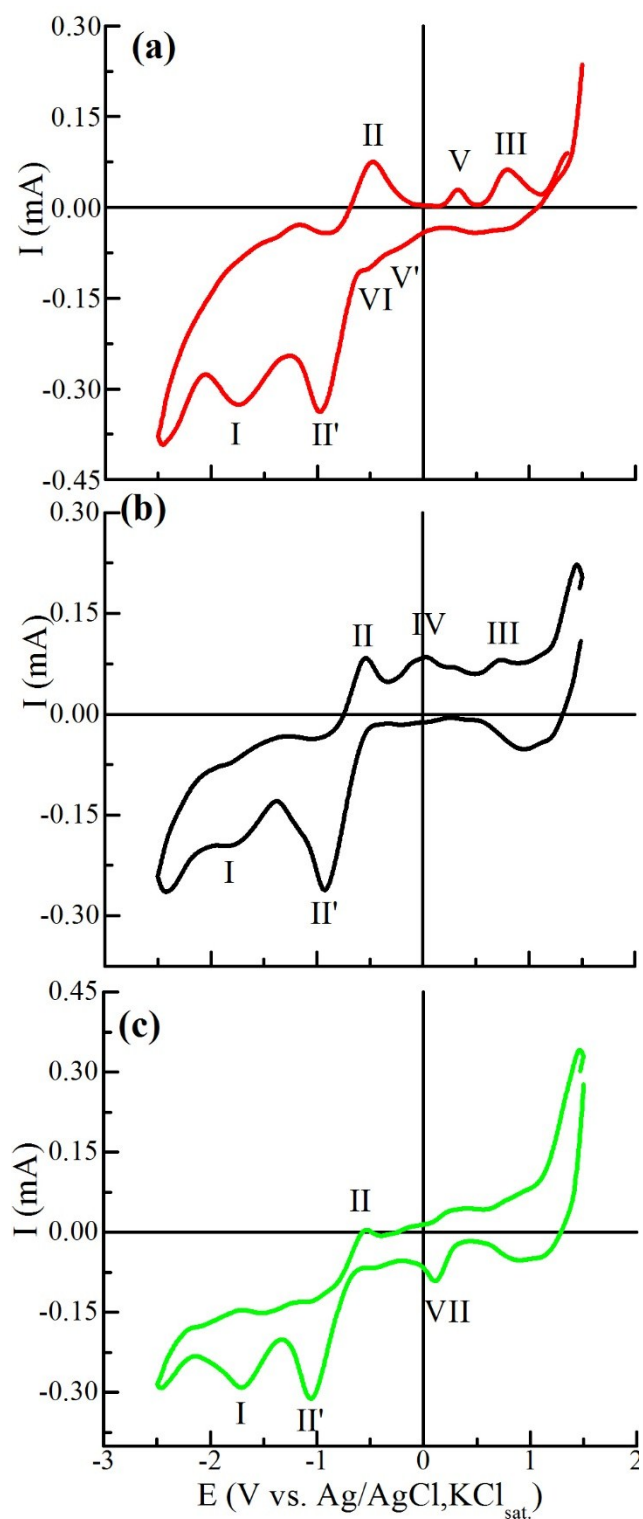 (a)
0.30
0.15
0.00
-0.15
-0.30
-0.45
I (mA)
II
V
III
VI
V'
I
II'
(b)
0.30
0.15
0.00
-0.15
-0.30
I (mA)
II
IV
III
I
II'
(c)
0.45
0.30
0.15
0.00
-0.15
-0.30
I (mA)
II
VII
I
II'
-3 -2 -1 0 1 2
E (V vs. Ag/AgCl,KCl sat.)